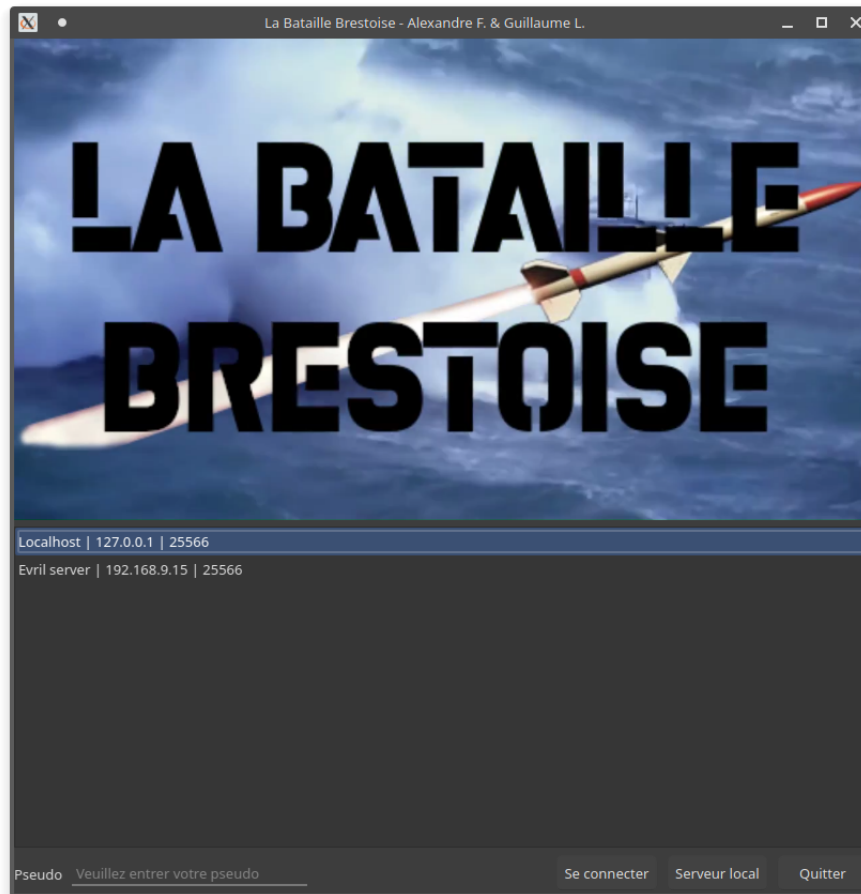 La Bataille Brestoise - Alexandre F. & Guillaume L.
LA BATAILLE
BRESTOISE
Localhost | 127.0.0.1 | 25566
Evril server | 192.168.9.15 | 25566
Pseudo Veuillez entrer votre pseudo Se connecter Serveur local Quitter